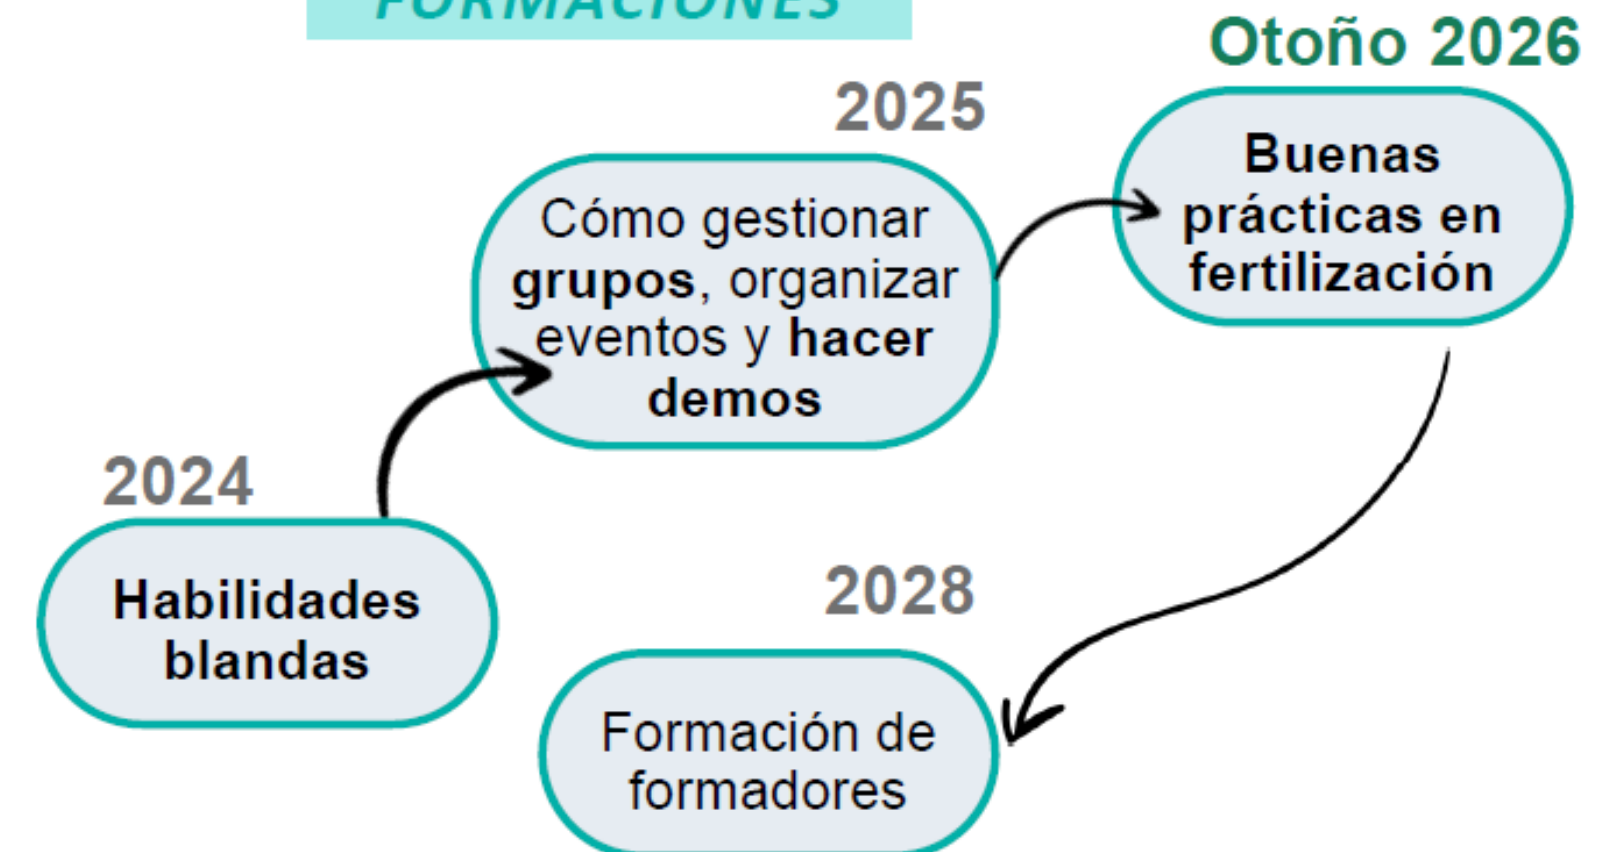 FORMACIONES
Otoño 2026
Buenas
prácticas en
fertilización
2025
Cómo gestionar
grupos, organizar
eventos y hacer
demos
2024
Habilidades
blandas
2028
Formación de
formadores